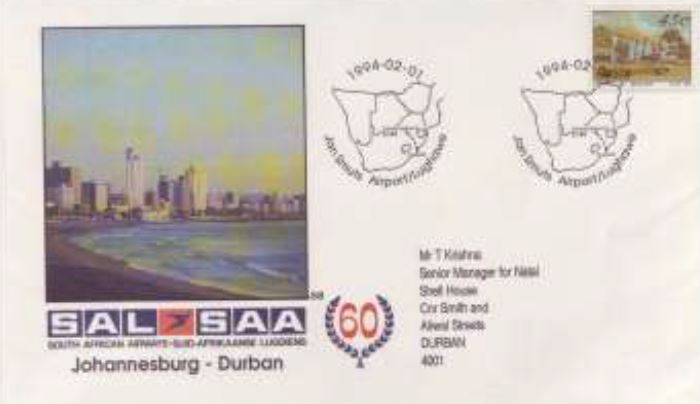 45c
1994-02-01
Jan Smuts Airport/Lughawe
1994-02
Jan Smuts Airport/Lughawe
58
SAL SAA
SOUTH AFRICAN AIRWAYS-SUID-AFRIKAANSE LUGDIENS
60
Johannesburg - Durban
Mr T Krishna
Senior Manager for Natal
Shell House
Cnr Smith and
Aliwal Streets
DURBAN
4001